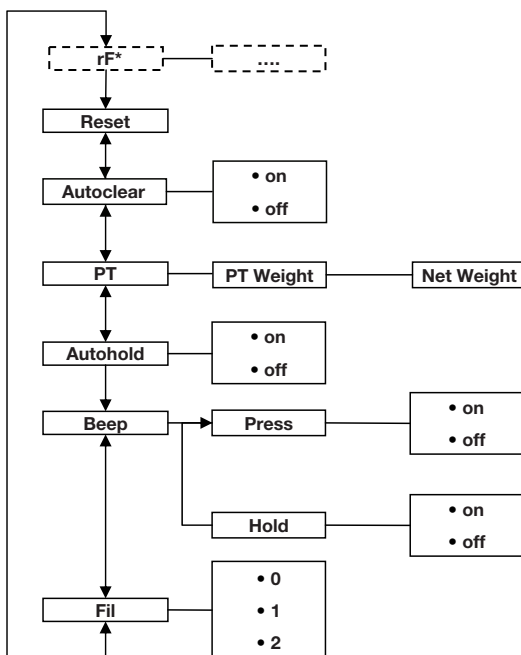 rF*
....
Reset
Autoclear
• on
• off
PT
PT Weight
Net Weight
Autohold
• on
• off
Beep
Press
• on
• off
Hold
• on
• off
Fil
• 0
• 1
• 2